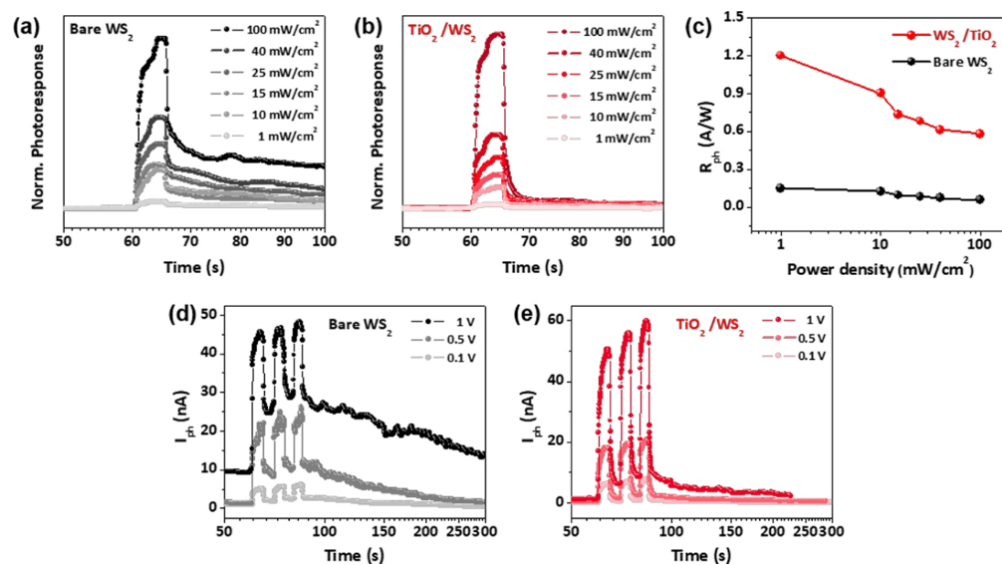 (a)
Bare WS₂
100 mW/cm²
40 mW/cm²
25 mW/cm²
15 mW/cm²
10 mW/cm²
1 mW/cm²
Norm. Photoresponse
50 60 70 80 90 100
Time (s)
(b)
TiO₂ /WS₂
100 mW/cm²
40 mW/cm²
25 mW/cm²
15 mW/cm²
10 mW/cm²
1 mW/cm²
Norm. Photoresponse
50 60 70 80 90 100
Time (s)
(c)
WS₂ /TiO₂
Bare WS₂
R_ph (A/W)
1.5
1.2
0.9
0.6
0.3
0.0
1 10 100
Power density (mW/cm²)
(d)
Bare WS₂
1 V
0.5 V
0.1 V
I_ph (nA)
50
40
30
20
10
0
50 100 150 200 250 300
Time (s)
(e)
TiO₂ /WS₂
1 V
0.5 V
0.1 V
I_ph (nA)
60
40
20
0
50 100 150 200 250 300
Time (s)